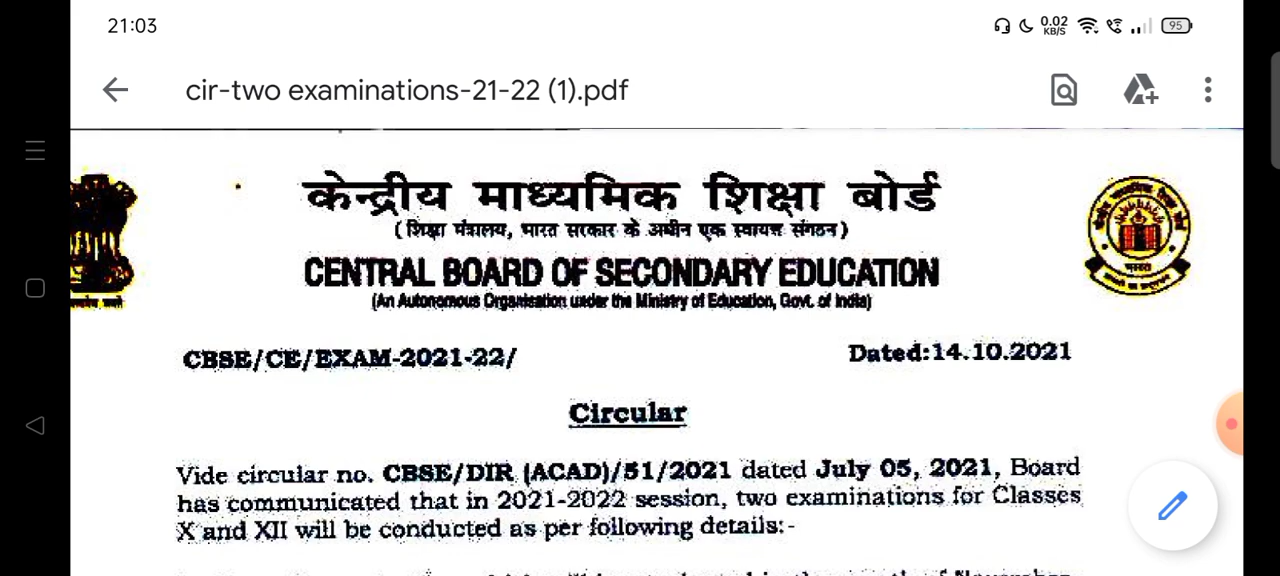 21:03
0.02 KB/S
95
cir-two examinations-21-22 (1).pdf
केन्द्रीय माध्यमिक शिक्षा बोर्ड
(शिक्षा मंत्रालय, भारत सरकार के अधीन एक स्वायत्त संगठन)
CENTRAL BOARD OF SECONDARY EDUCATION
(An Autonomous Organisation under the Ministry of Education, Govt. of India)
CBSE/CE/EXAM-2021-22/
Dated:14.10.2021
Circular
Vide circular no. CBSE/DIR (ACAD)/51/2021 dated July 05, 2021, Board
has communicated that in 2021-2022 session, two examinations for Classes
X and XII will be conducted as per following details:-